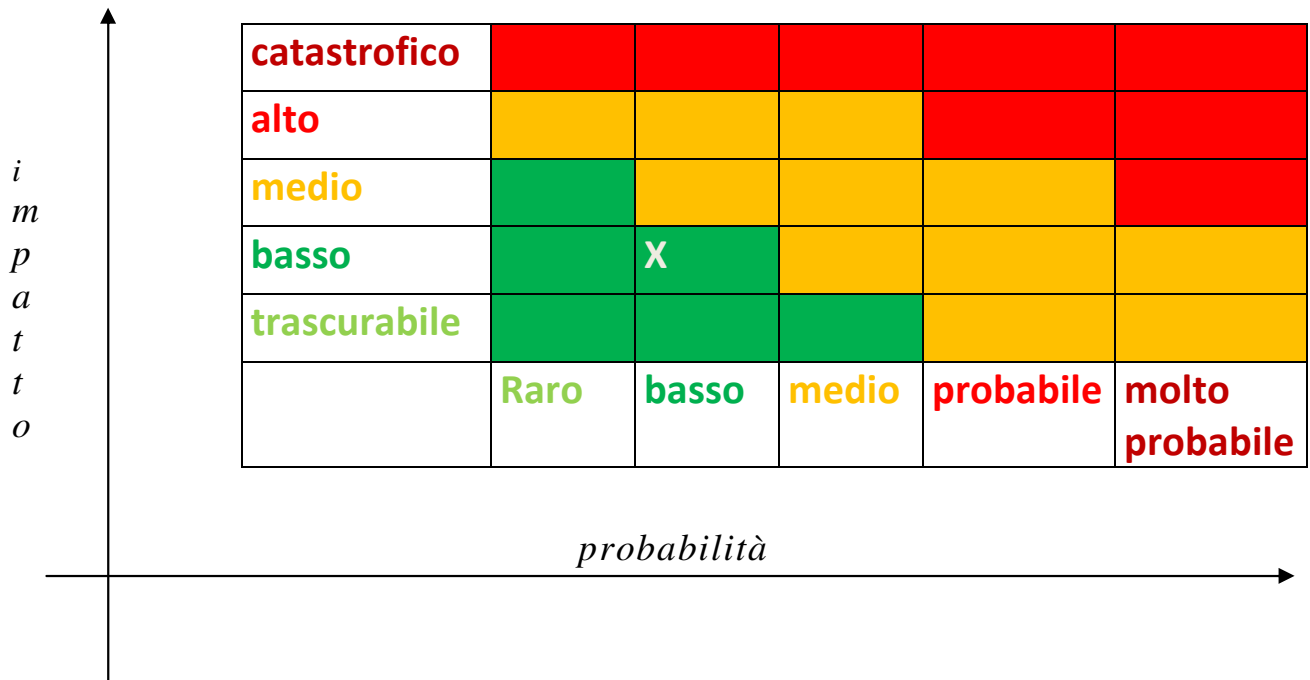 catastrofico
alto
medio
basso X
trascurabile
Raro basso medio probabile molto
probabile
i
m
p
a
t
t
o
probabilità